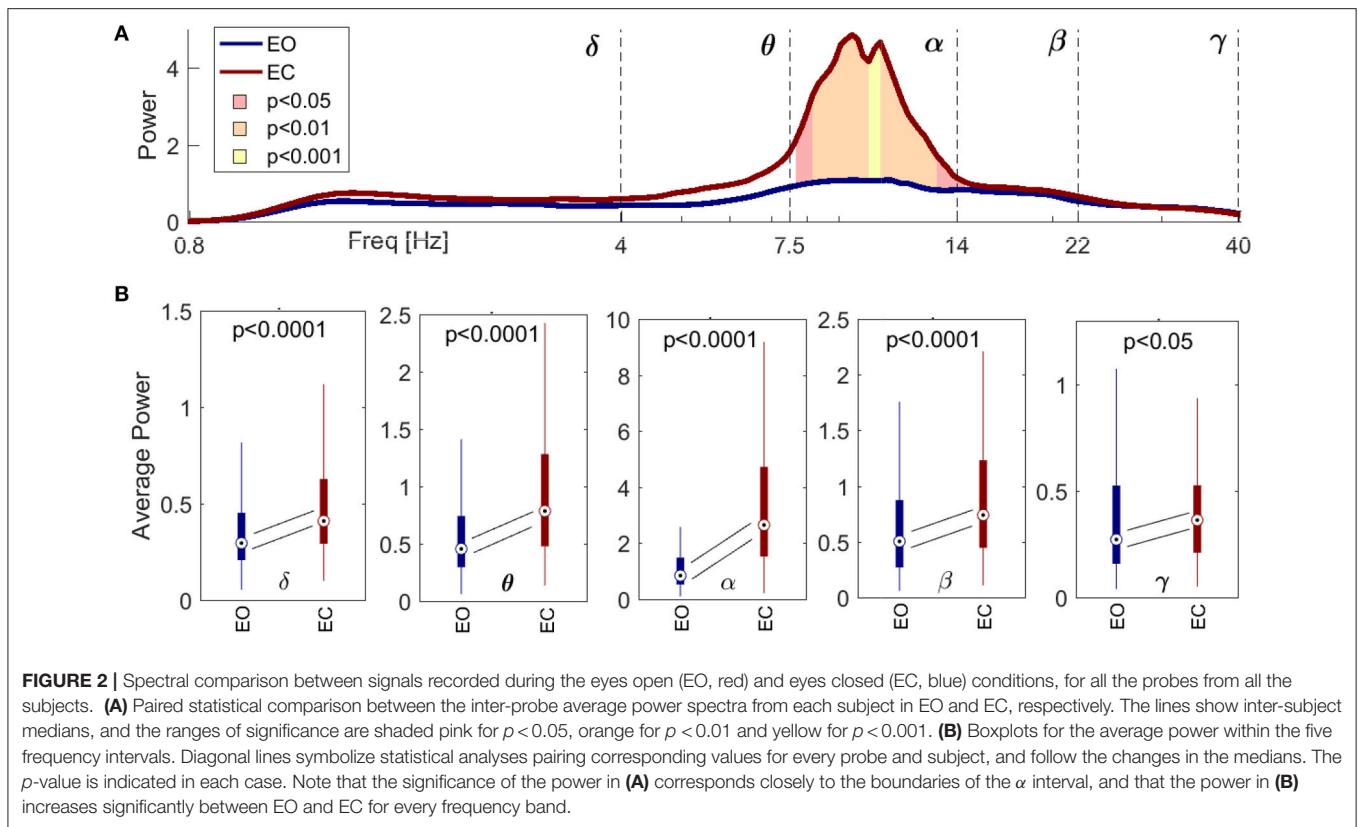 A
EO
EC
p<0.05
p<0.01
p<0.001
δ
θ
α
β
γ
Power
4
2
0
0.8
Freq [Hz]
4
7.5
14
22
40
B
Average Power
1.5
1
0.5
0
p<0.0001
δ
EO
EC
2.5
2
1.5
1
0.5
0
p<0.0001
θ
EO
EC
10
8
6
4
2
0
p<0.0001
α
EO
EC
2.5
2
1.5
1
0.5
0
p<0.0001
β
EO
EC
1
0.5
0
p<0.05
γ
EO
EC
FIGURE 2 | Spectral comparison between signals recorded during the eyes open (EO, red) and eyes closed (EC, blue) conditions, for all the probes from all the
subjects. (A) Paired statistical comparison between the inter-probe average power spectra from each subject in EO and EC, respectively. The lines show inter-subject
medians, and the ranges of significance are shaded pink for p < 0.05, orange for p < 0.01 and yellow for p < 0.001. (B) Boxplots for the average power within the five
frequency intervals. Diagonal lines symbolize statistical analyses pairing corresponding values for every probe and subject, and follow the changes in the medians. The
p-value is indicated in each case. Note that the significance of the power in (A) corresponds closely to the boundaries of the α interval, and that the power in (B)
increases significantly between EO and EC for every frequency band.